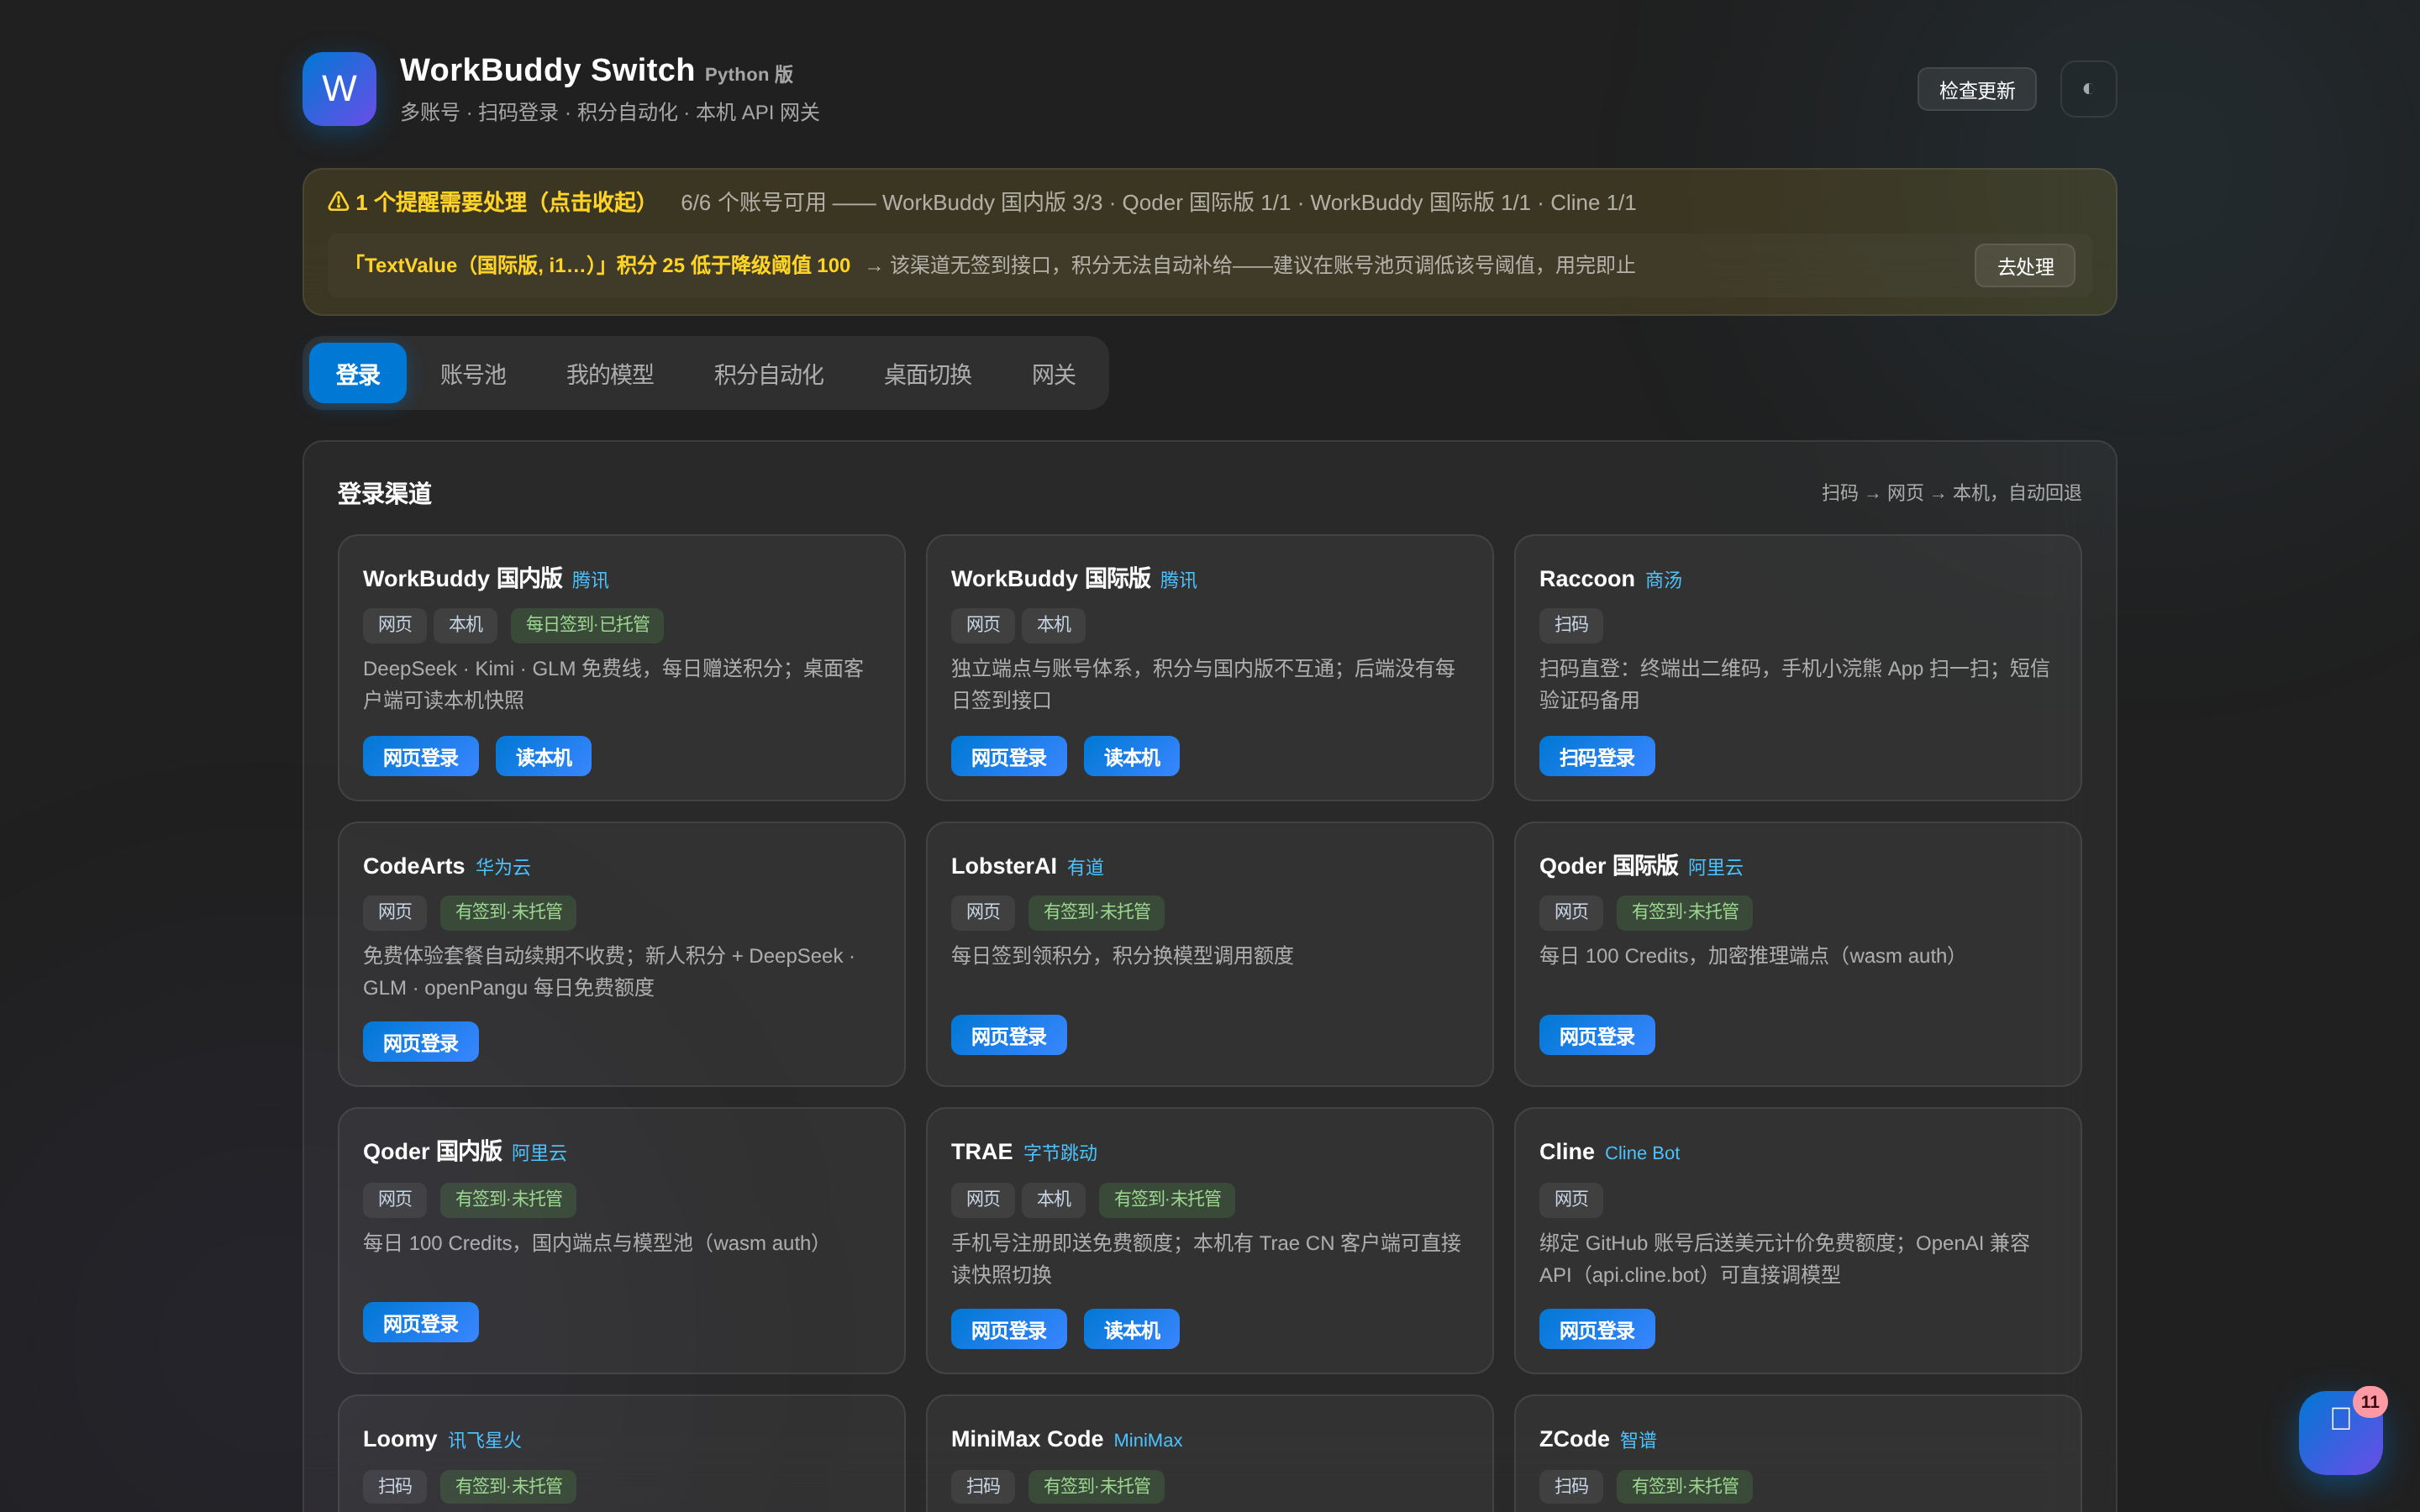 W
WorkBuddy Switch Python 版
多账号 · 扫码登录 · 积分自动化 · 本机 API 网关
检查更新
⚠ 1 个提醒需要处理（点击收起） 6/6 个账号可用 —— WorkBuddy 国内版 3/3 · Qoder 国际版 1/1 · WorkBuddy 国际版 1/1 · Cline 1/1
「TextValue（国际版, i1…）」积分 25 低于降级阈值 100 → 该渠道无签到接口，积分无法自动补给——建议在账号池页调低该号阈值，用完即止
去处理
登录 账号池 我的模型 积分自动化 桌面切换 网关
登录渠道
扫码 → 网页 → 本机，自动回退
WorkBuddy 国内版 腾讯
网页 本机 每日签到·已托管
DeepSeek · Kimi · GLM 免费线，每日赠送积分；桌面客
户端可读本机快照
网页登录 读本机
WorkBuddy 国际版 腾讯
网页 本机
独立端点与账号体系，积分与国内版不互通；后端没有每
日签到接口
网页登录 读本机
Raccoon 商汤
扫码
扫码直登：终端出二维码，手机小浣熊 App 扫一扫；短信
验证码备用
扫码登录
CodeArts 华为云
网页 有签到·未托管
免费体验套餐自动续期不收费；新人积分 + DeepSeek ·
GLM · openPangu 每日免费额度
网页登录
LobsterAI 有道
网页 有签到·未托管
每日签到领积分，积分换模型调用额度
网页登录
Qoder 国际版 阿里云
网页 有签到·未托管
每日 100 Credits，加密推理端点（wasm auth）
网页登录
Qoder 国内版 阿里云
网页 有签到·未托管
每日 100 Credits，国内端点与模型池（wasm auth）
网页登录
TRAE 字节跳动
网页 本机 有签到·未托管
手机号注册即送免费额度；本机有 Trae CN 客户端可直接
读快照切换
网页登录 读本机
Cline Cline Bot
网页
绑定 GitHub 账号后送美元计价免费额度；OpenAI 兼容
API（api.cline.bot）可直接调模型
网页登录
Loomy 讯飞星火
扫码 有签到·未托管
MiniMax Code MiniMax
扫码 有签到·未托管
ZCode 智谱
扫码 有签到·未托管
11